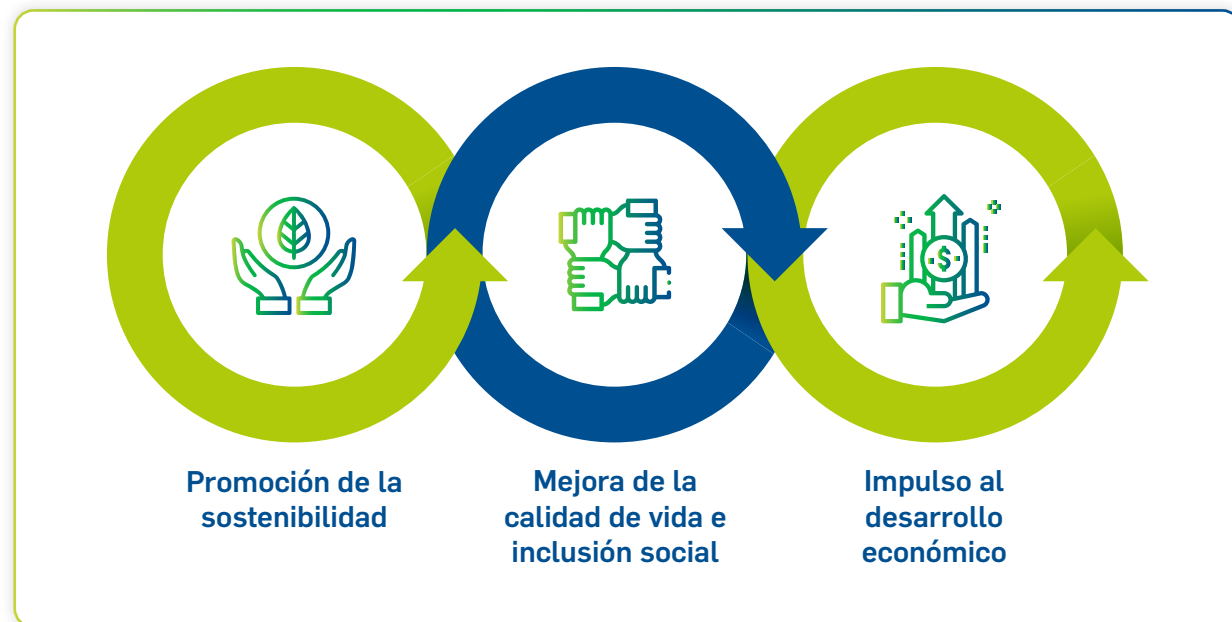 Promoción de la
sostenibilidad
Mejora de la
calidad de vida e
inclusión social
Impulso al
desarrollo
económico
$